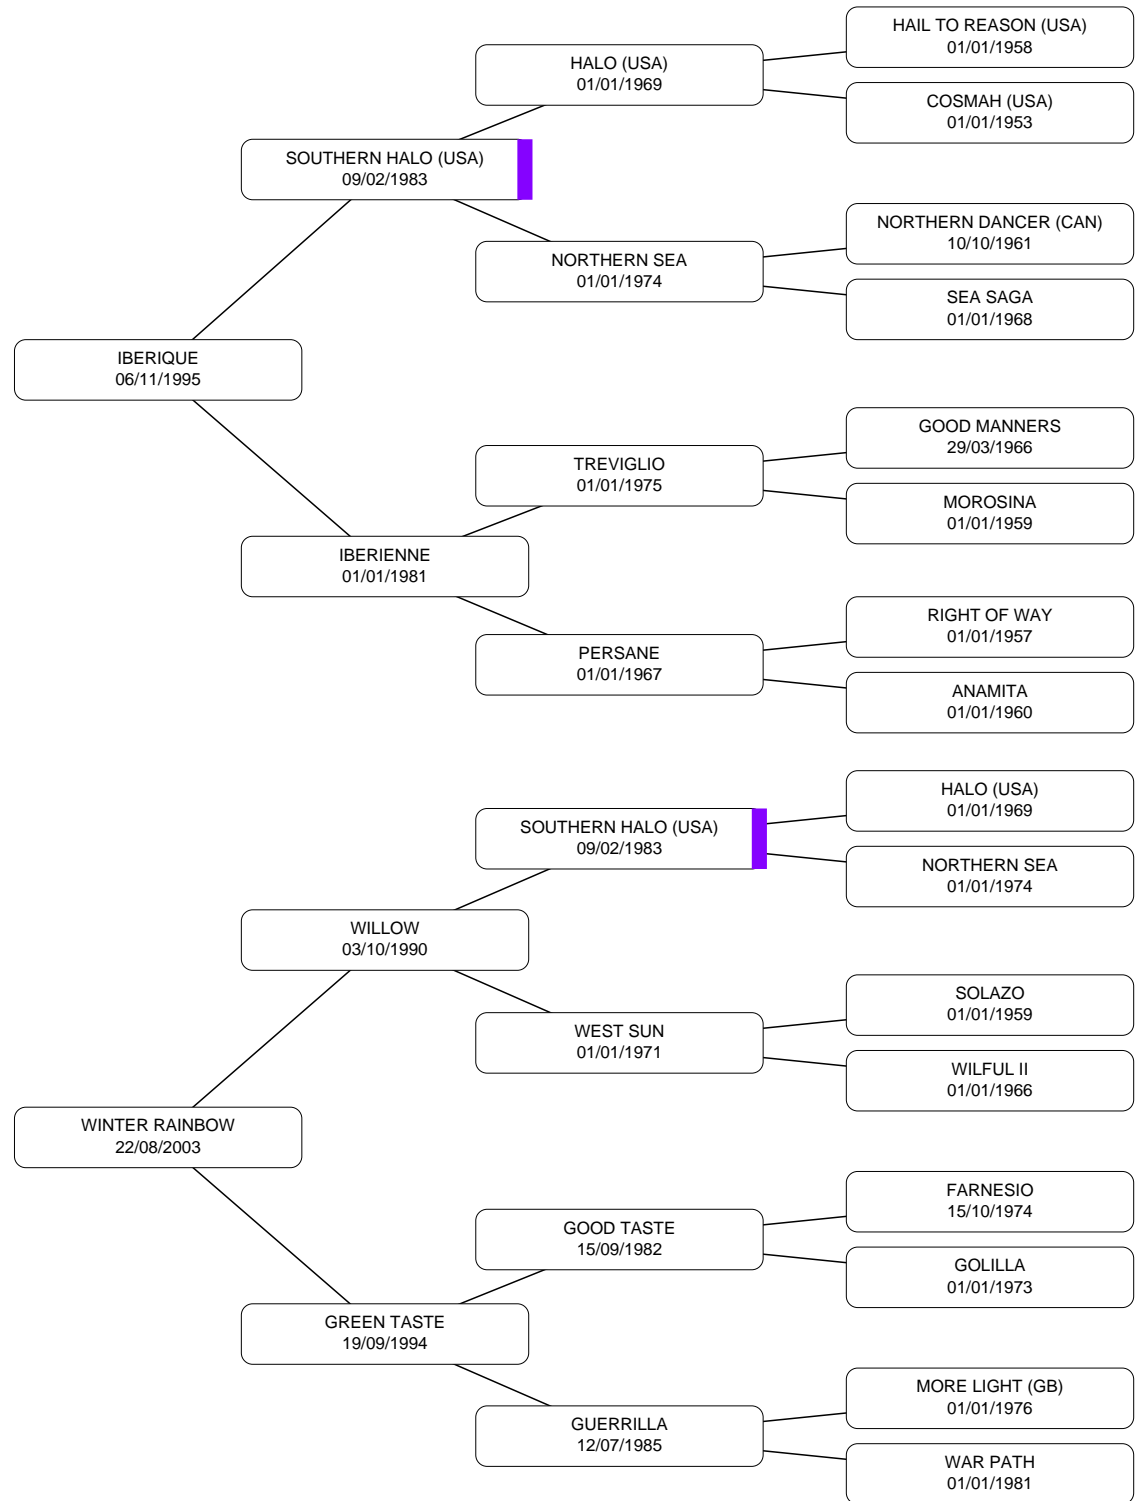 HAIL TO REASON (USA)
01/01/1958
HALO (USA)
01/01/1969
COSMAH (USA)
01/01/1953
SOUTHERN HALO (USA)
09/02/1983
NORTHERN DANCER (CAN)
10/10/1961
NORTHERN SEA
01/01/1974
SEA SAGA
01/01/1968
IBERIQUE
06/11/1995
GOOD MANNERS
29/03/1966
TREVIGLIO
01/01/1975
MOROSINA
01/01/1959
IBERIENNE
01/01/1981
RIGHT OF WAY
01/01/1957
PERSANE
01/01/1967
ANAMITA
01/01/1960
HALO (USA)
01/01/1969
SOUTHERN HALO (USA)
09/02/1983
NORTHERN SEA
01/01/1974
WILLOW
03/10/1990
SOLAZO
01/01/1959
WEST SUN
01/01/1971
WILFUL II
01/01/1966
WINTER RAINBOW
22/08/2003
FARNESIO
15/10/1974
GOOD TASTE
15/09/1982
GOLILLA
01/01/1973
GREEN TASTE
19/09/1994
MORE LIGHT (GB)
01/01/1976
GUERRILLA
12/07/1985
WAR PATH
01/01/1981